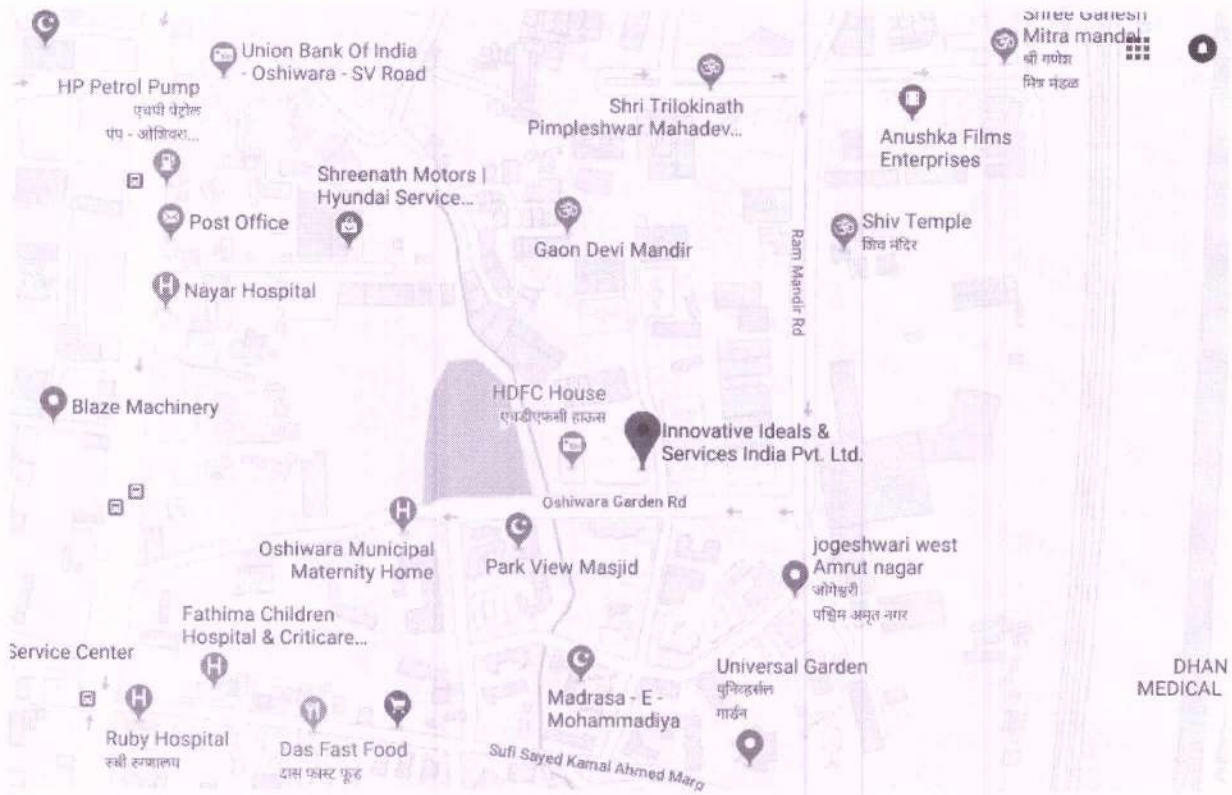 Shree Ganesh
Mitra mandal
श्री गणेश
मित्र मंडळ
Union Bank Of India
- Oshiwara - SV Road
HP Petrol Pump
एचपी पेट्रोल
पंप - ओशिवरा...
Shri Trilokinath
Pimpleshwar Mahadev...
Anushka Films
Enterprises
Shreenath Motors |
Hyundai Service...
Post Office
Gaon Devi Mandir
Shiv Temple
शिव मंदिर
Ram Mandir Rd
Nayar Hospital
HDFC House
एचडीएफसी हाऊस
Blaze Machinery
Innovative Ideals &
Services India Pvt. Ltd.
Oshiwara Garden Rd
Oshiwara Municipal
Maternity Home
Park View Masjid
jogeshwari west
Amrut nagar
जोगेश्वरी
पश्चिम अमृत नगर
Fathima Children
Hospital & Criticare...
Service Center
Universal Garden
युनिव्हर्सल
गार्डन
DHAN
MEDICAL
Madrasa - E -
Mohammadiya
Ruby Hospital
रुबी रुग्णालय
Das Fast Food
दास फास्ट फूड
Sufi Sayed Kamal Ahmed Marg